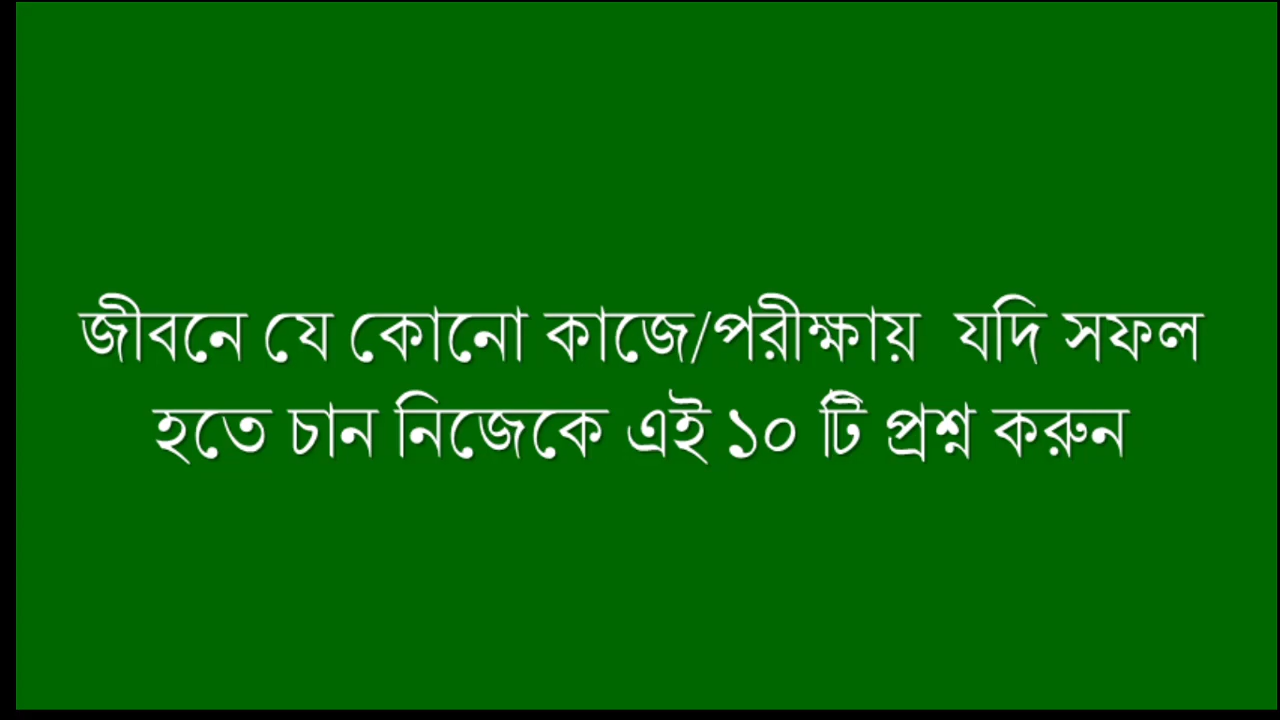 জীবনে যে কোনো কাজে/পরীক্ষায় যদি সফল
হতে চান নিজেকে এই ১০ টি প্রশ্ন করুন